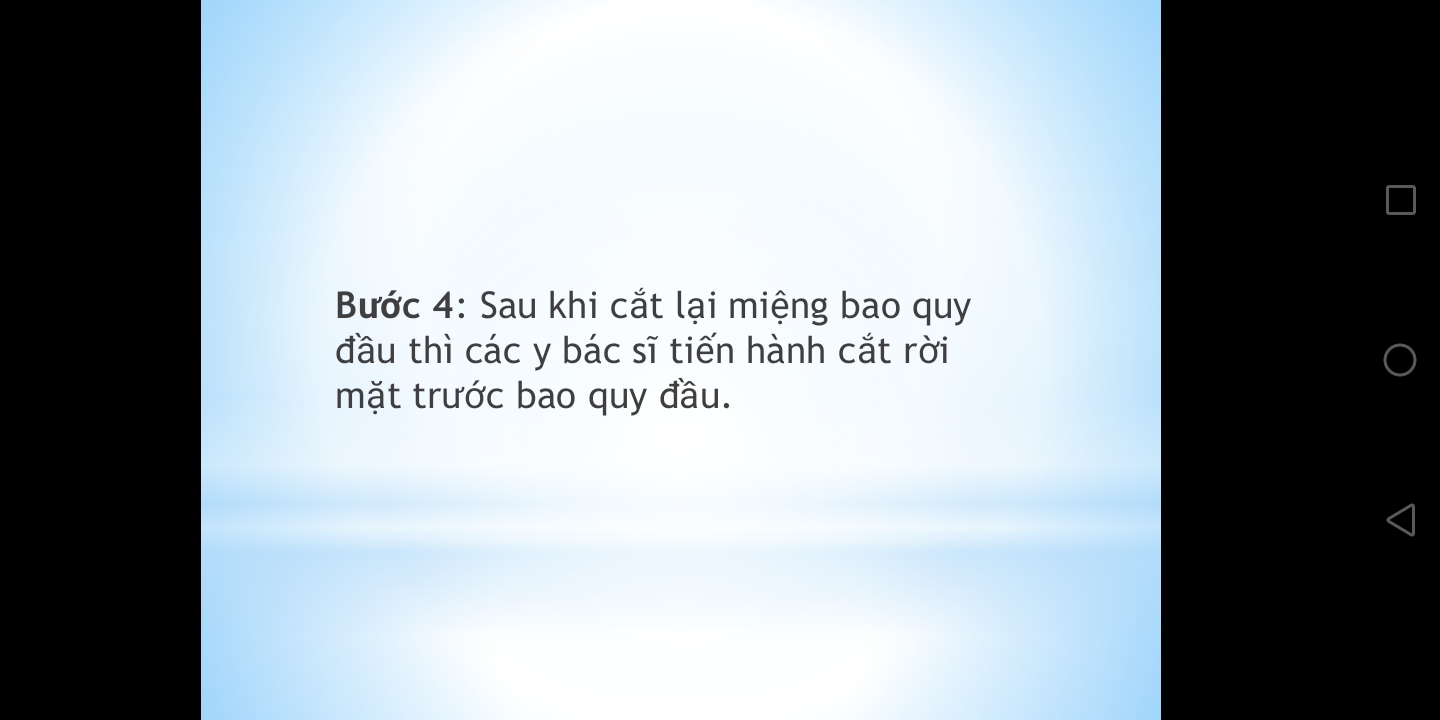 Bước 4: Sau khi cắt lại miệng bao quy
đầu thì các y bác sĩ tiến hành cắt rời
mặt trước bao quy đầu.